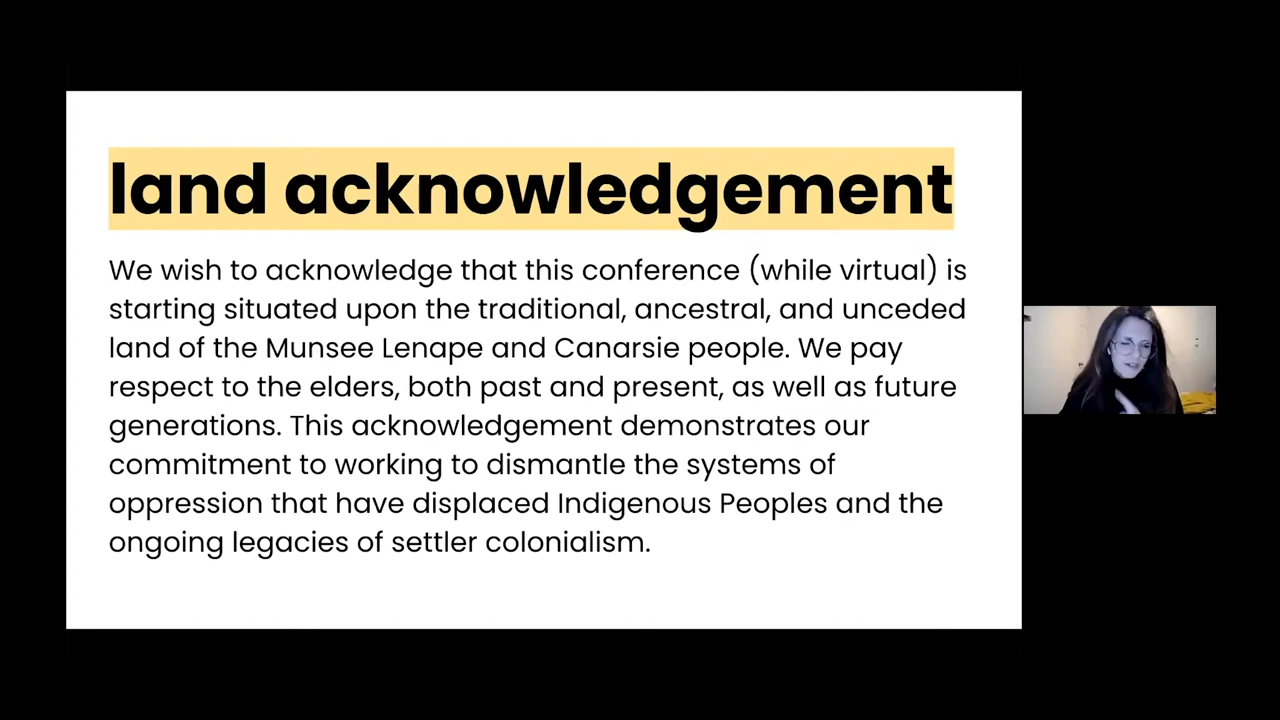 land acknowledgement
We wish to acknowledge that this conference (while virtual) is
starting situated upon the traditional, ancestral, and unceded
land of the Munsee Lenape and Canarsie people. We pay
respect to the elders, both past and present, as well as future
generations. This acknowledgement demonstrates our
commitment to working to dismantle the systems of
oppression that have displaced Indigenous Peoples and the
ongoing legacies of settler colonialism.